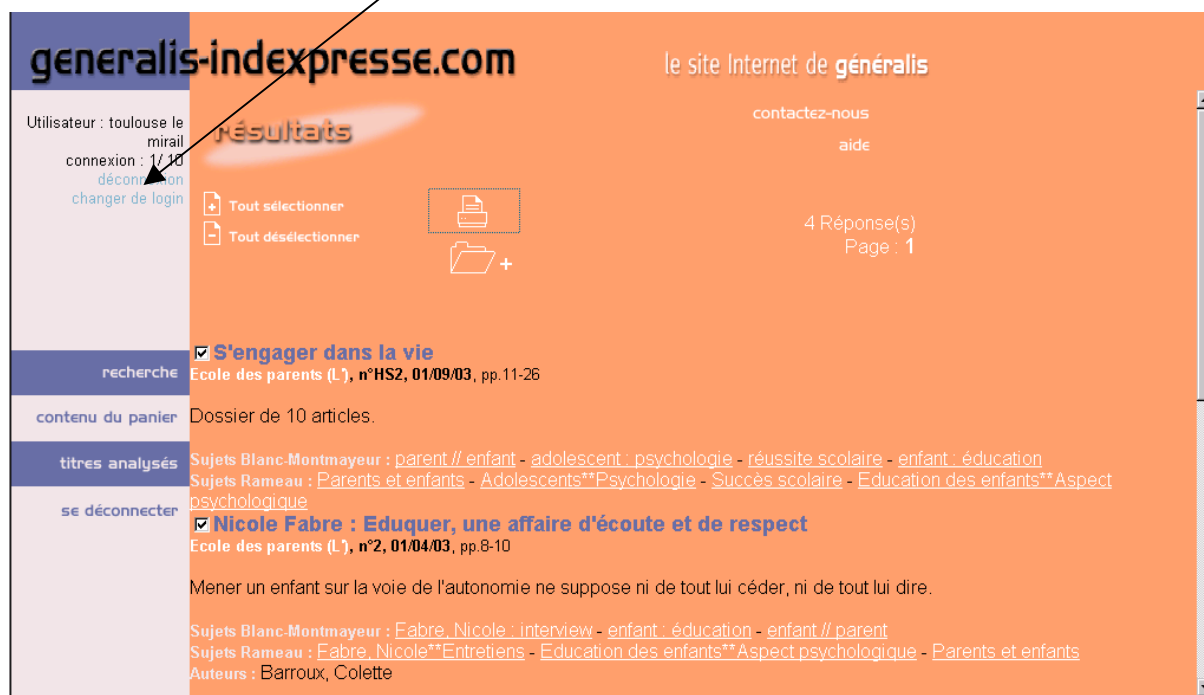 generalis-indexpresse.com
le site Internet de généralis
Utilisateur : toulouse le
mirail
connexion : 1/ 10
déconnexion
changer de login
résultats
contactez-nous
aide
Tout sélectionner
Tout désélectionner
+
4 Réponse(s)
Page : 1
recherche
contenu du panier
titres analysés
se déconnecter
S'engager dans la vie
Ecole des parents (L'), n°HS2, 01/09/03, pp.11-26
Dossier de 10 articles.
Sujets Blanc-Montmayeur : parent // enfant - adolescent : psychologie - réussite scolaire - enfant : éducation
Sujets Rameau : Parents et enfants - Adolescents**Psychologie - Succès scolaire - Education des enfants**Aspect
psychologique
Nicole Fabre : Eduquer, une affaire d'écoute et de respect
Ecole des parents (L'), n°2, 01/04/03, pp.8-10
Mener un enfant sur la voie de l'autonomie ne suppose ni de tout lui céder, ni de tout lui dire.
Sujets Blanc-Montmayeur : Fabre, Nicole : interview - enfant : éducation - enfant // parent
Sujets Rameau : Fabre, Nicole**Entretiens - Education des enfants**Aspect psychologique - Parents et enfants
Auteurs : Barroux, Colette